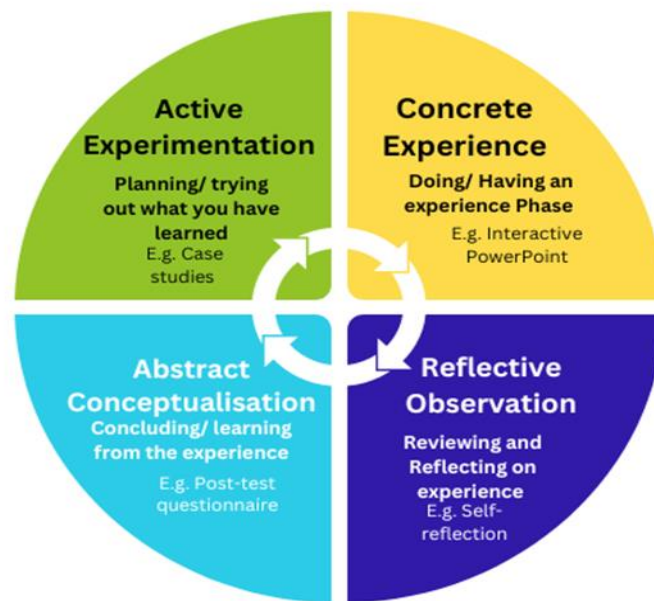 Active
Experimentation
Planning/ trying
out what you have
learned
E.g. Case
studies
Concrete
Experience
Doing/ Having an
experience Phase
E.g. Interactive
PowerPoint
Abstract
Conceptualisation
Concluding/ learning
from the experience
E.g. Post-test
questionnaire
Reflective
Observation
Reviewing and
Reflecting on
experience
E.g. Self-
reflection